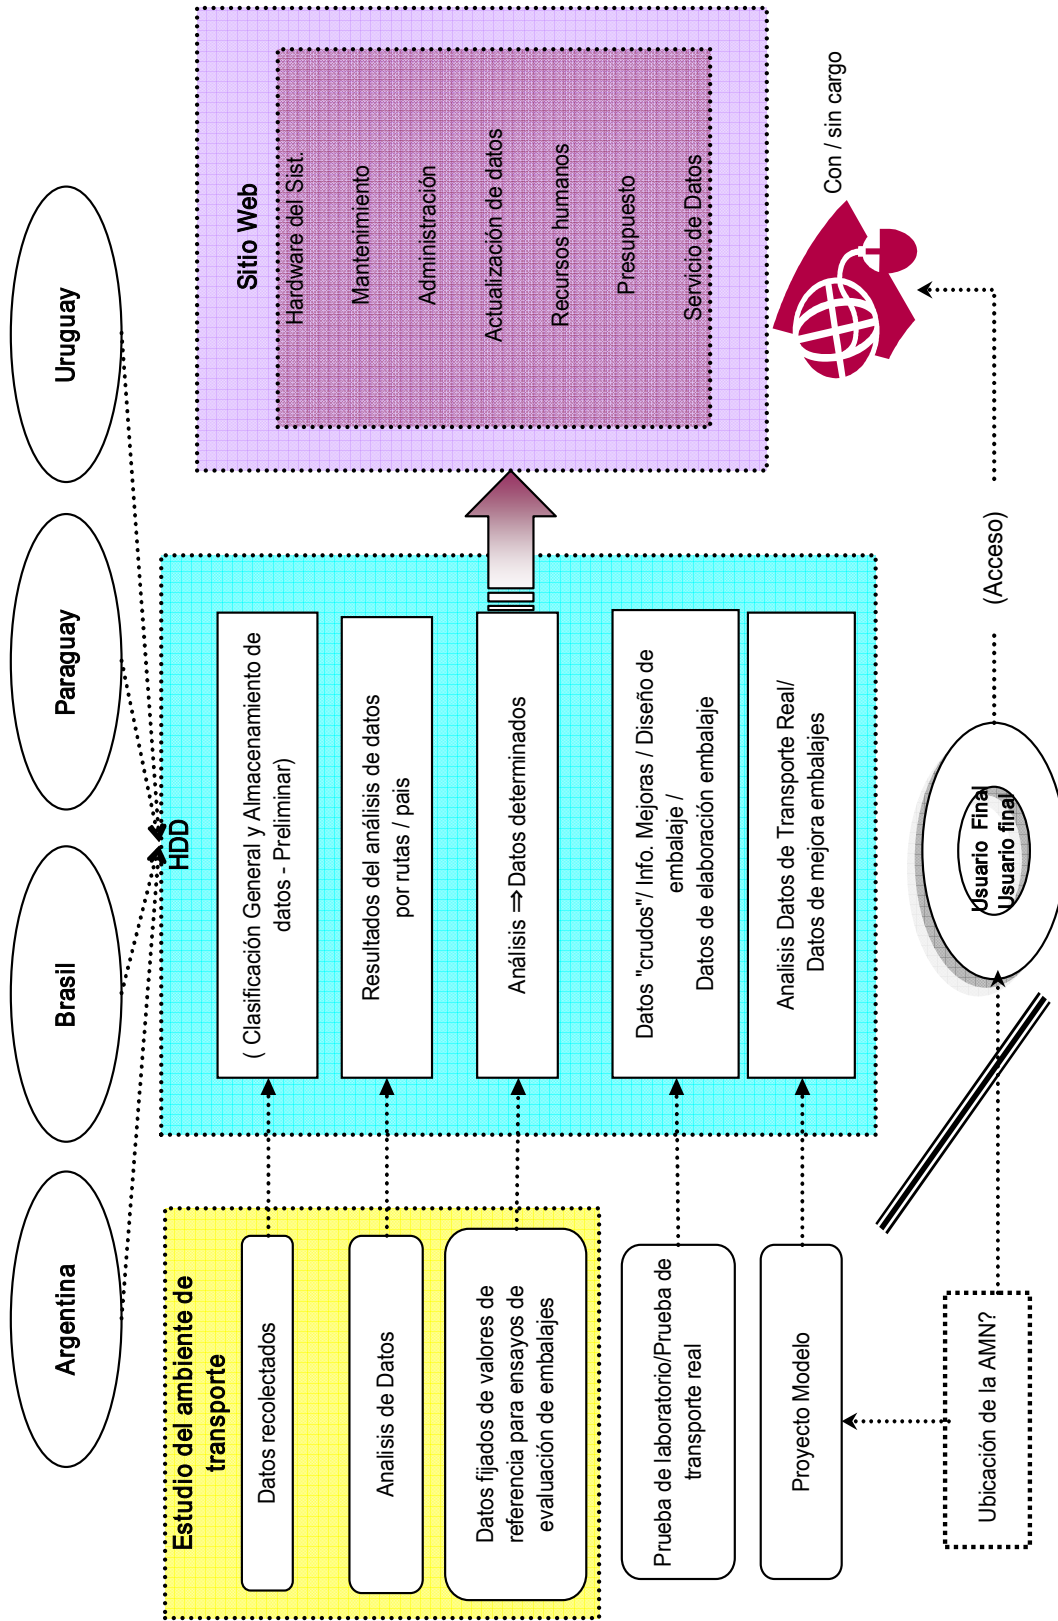 Argentina
Brasil
Paraguay
Uruguay
Estudio del ambiente de
transporte
Datos recolectados
Analisis de Datos
Datos fijados de valores de
referencia para ensayos de
evaluación de embalajes
Prueba de laboratorio/Prueba de
transporte real
Proyecto Modelo
Ubicación de la AMN?
HDD
( Clasificación General y Almacenamiento de
datos - Preliminar)
Resultados del análisis de datos
por rutas / pais
Análisis ⇒Datos determinados
Datos "crudos"/ Info. Mejoras / Diseño de
embalaje /
Datos de elaboración embalaje
Analisis Datos de Transporte Real/
Datos de mejora embalajes
Usuario Final
Usuario final
(Acceso)
Sitio Web
Hardware del Sist.
Mantenimiento
Administración
Actualización de datos
Recursos humanos
Presupuesto
Servicio de Datos
Con / sin cargo